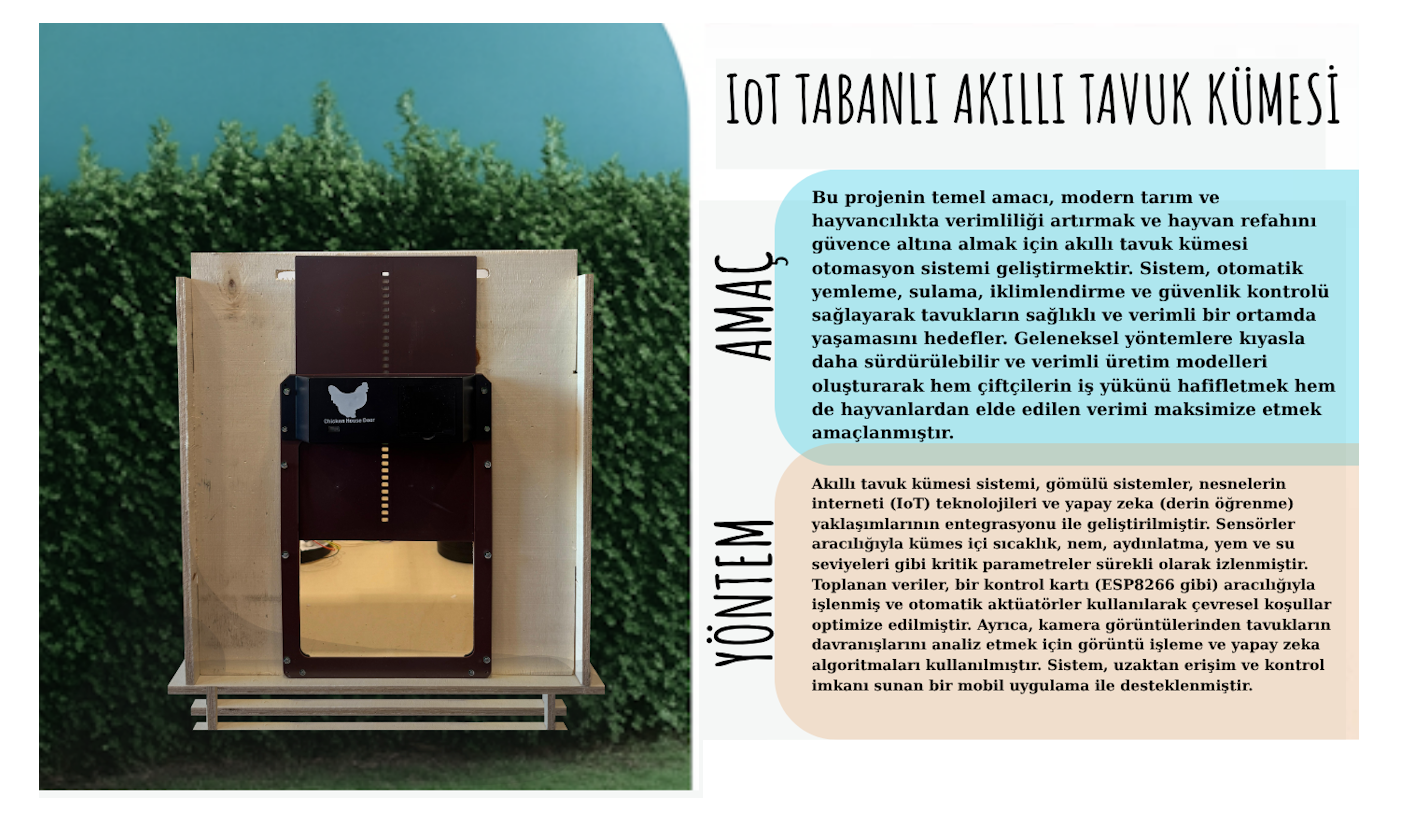 IoT TABANLI AKILLI TAVUK KÜMESİ
AMAÇ
Bu projenin temel amacı, modern tarım ve
hayvancılıkta verimliliği artırmak ve hayvan refahını
güvence altına almak için akıllı tavuk kümesi
otomasyon sistemi geliştirmektir. Sistem, otomatik
yemleme, sulama, iklimlendirme ve güvenlik kontrolü
sağlayarak tavukların sağlıklı ve verimli bir ortamda
yaşamasını hedefler. Geleneksel yöntemlere kıyasla
daha sürdürülebilir ve verimli üretim modelleri
oluşturarak hem çiftçilerin iş yükünü hafifletmek hem
de hayvanlardan elde edilen verimi maksimize etmek
amaçlanmıştır.
YÖNTEM
Akıllı tavuk kümesi sistemi, gömülü sistemler, nesnelerin
interneti (IoT) teknolojileri ve yapay zeka (derin öğrenme)
yaklaşımlarının entegrasyonu ile geliştirilmiştir. Sensörler
aracılığıyla kümes içi sıcaklık, nem, aydınlatma, yem ve su
seviyeleri gibi kritik parametreler sürekli olarak izlenmiştir.
Toplanan veriler, bir kontrol kartı (ESP8266 gibi) aracılığıyla
işlenmiş ve otomatik aktüatörler kullanılarak çevresel koşullar
optimize edilmiştir. Ayrıca, kamera görüntülerinden tavukların
davranışlarını analiz etmek için görüntü işleme ve yapay zeka
algoritmaları kullanılmıştır. Sistem, uzaktan erişim ve kontrol
imkanı sunan bir mobil uygulama ile desteklenmiştir.
Chicken House Door